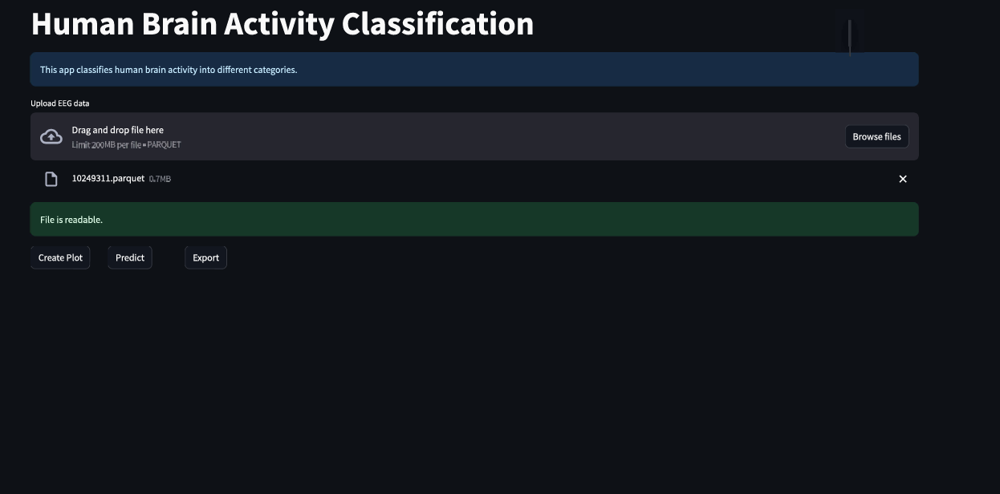 Human Brain Activity Classification
This app classifies human brain activity into different categories.
Upload EEG data
Drag and drop file here
Limit 200MB per file • PARQUET
Browse files
10249311.parquet 0.7MB
File is readable.
Create Plot Predict Export